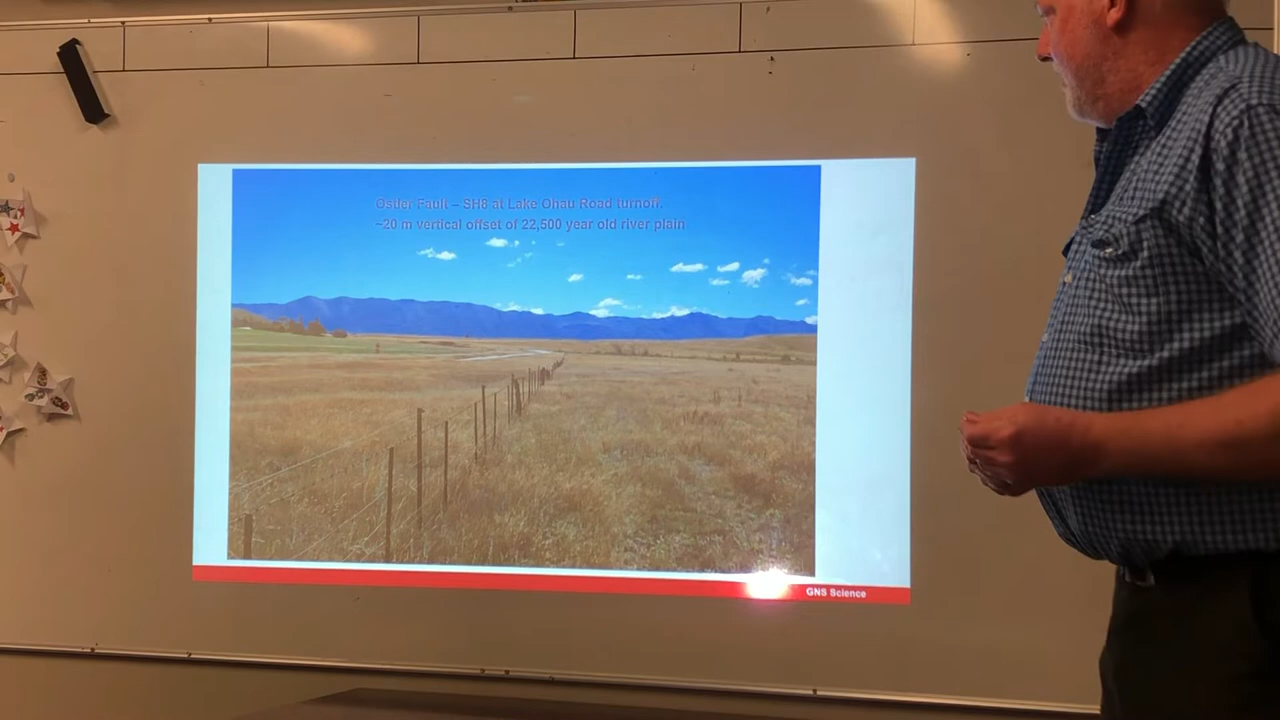 Ostler Fault – SH8 at Lake Ohau Road turnoff.
~20 m vertical offset of 22,500 year old river plain
GNS Science